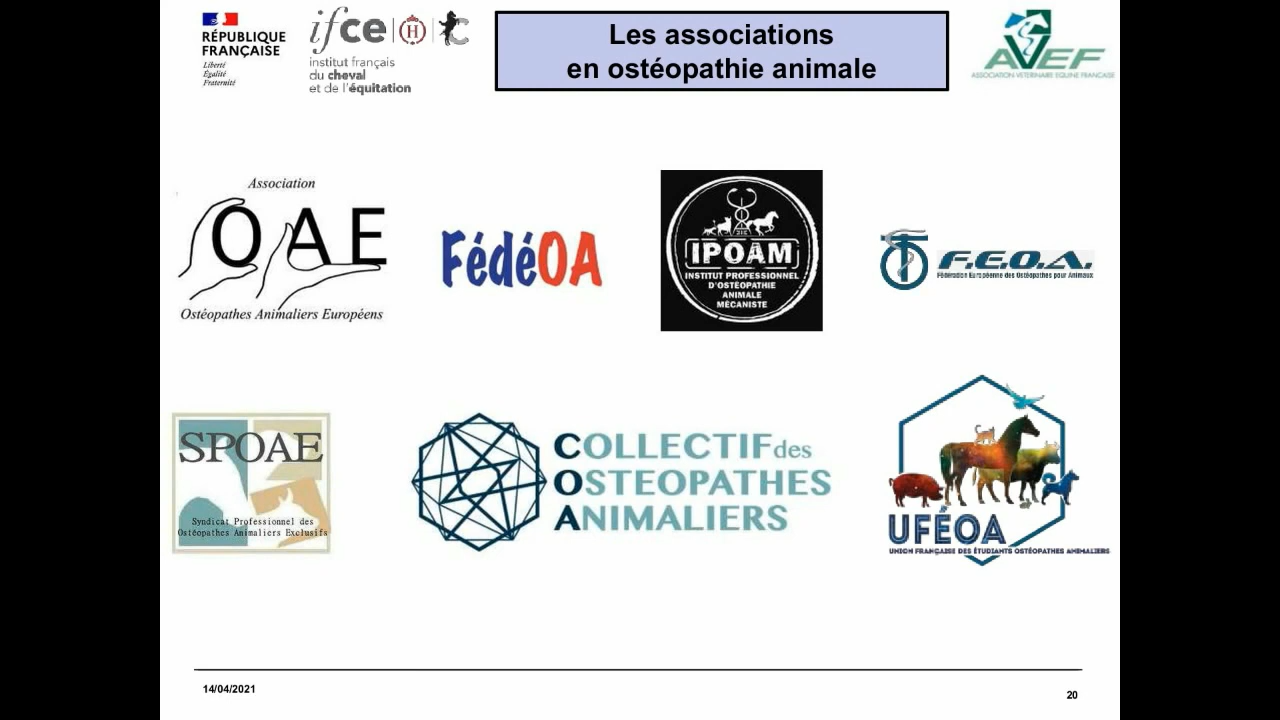 RÉPUBLIQUE
FRANÇAISE
Liberté
Égalité
Fraternité
ifce
institut français
du cheval
et de l'équitation
Les associations
en ostéopathie animale
AVEF
ASSOCIATION VÉTÉRINAIRE EQUINE FRANÇAISE
Association
OAE
Ostéopathes Animaliers Européens
FédéOA
IPOAM
INSTITUT PROFESSIONNEL
D'OSTÉOPATHIE
ANIMALE
MÉCANISTE
F.E.O.A.
Fédération Européenne des Ostéopathes pour Animaux
SPOAE
Syndicat Professionnel des
Ostéopathes Animaliers Exclusifs
COLLECTIF des
OSTEOPATHES
ANIMALIERS
UFÉOA
UNION FRANÇAISE DES ÉTUDIANTS OSTÉOPATHES ANIMALIERS
14/04/2021
20